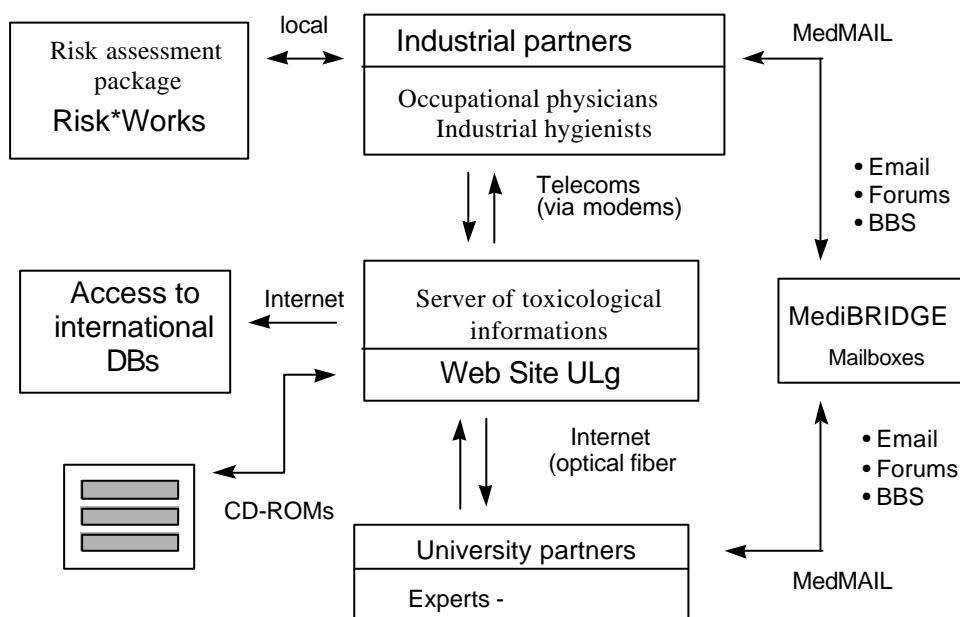 Risk assessment
package
Risk*Works
local
Industrial partners
Occupational physicians
Industrial hygienists
MedMAIL
Telecoms
(via modems)
• Email
• Forums
• BBS
Access to
international
DBs
Internet
Server of toxicological
informations
Web Site ULg
MediBRIDGE
Mailboxes
Internet
(optical fiber
• Email
• Forums
• BBS
CD-ROMs
University partners
Experts -
MedMAIL